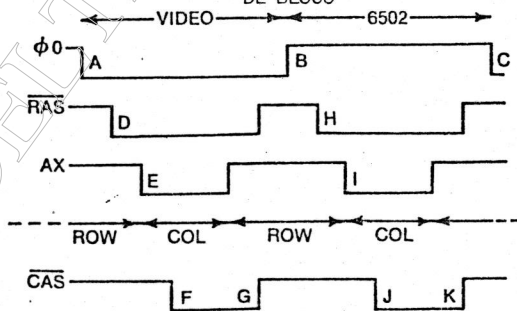 VIDEO 6502
φ0 A B C
RAS D H
AX E I
ROW COL ROW COL
CAS F G J K